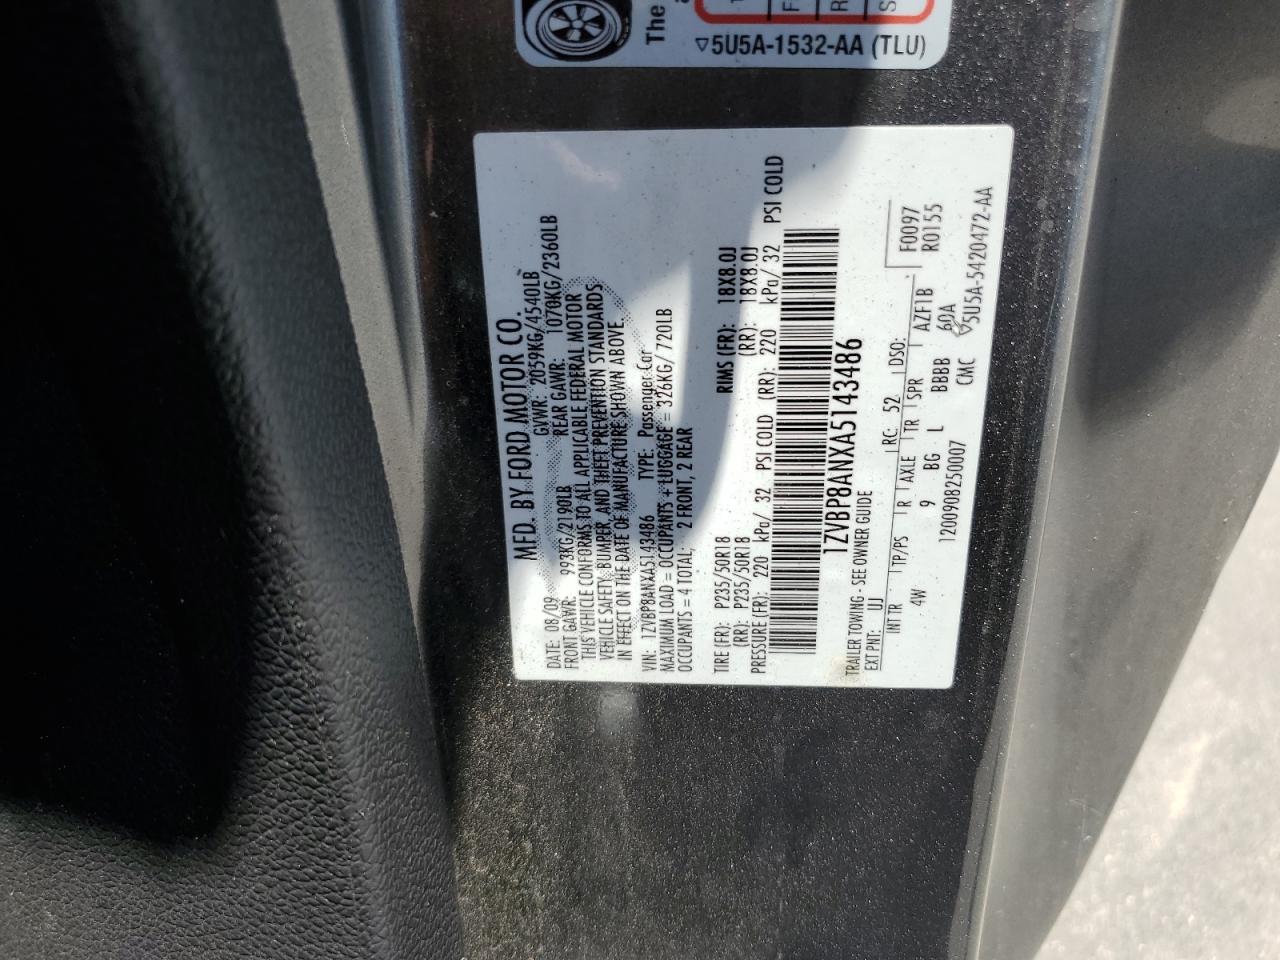 The
▽5U5A-1532-AA (TLU)
MFD. BY FORD MOTOR CO.
DATE: 08/09 GVWR: 2059KG/4540LB
FRONT GAWR: 993KG/2190LB REAR GAWR: 1070KG/2360LB
THIS VEHICLE CONFORMS TO ALL APPLICABLE FEDERAL MOTOR
VEHICLE SAFETY, BUMPER, AND THEFT PREVENTION STANDARDS
IN EFFECT ON THE DATE OF MANUFACTURE SHOWN ABOVE.
VIN: 1ZVBP8ANXA5143486 TYPE: Passenger Car
MAXIMUM LOAD = OCCUPANTS + LUGGAGE = 326KG/720LB
OCCUPANTS = 4 TOTAL; 2 FRONT, 2 REAR
TIRE (FR): P235/50R18 RIMS (FR): 18X8.0J
(RR): P235/50R18 (RR): 18X8.0J
PRESSURE (FR): 220 kPa/ 32 PSI COLD (RR): 220 kPa/ 32 PSI COLD
1ZVBP8ANXA5143486
TRAILER TOWING - SEE OWNER GUIDE
EXT PNT: UJ RC: 52 DSO: F0097
INT TR TP/PS R AXLE TR SPR AZF1B R0155
4W 9 BG L BBBB 60A
120090825007 CMC ▽5U5A-5420472-AA